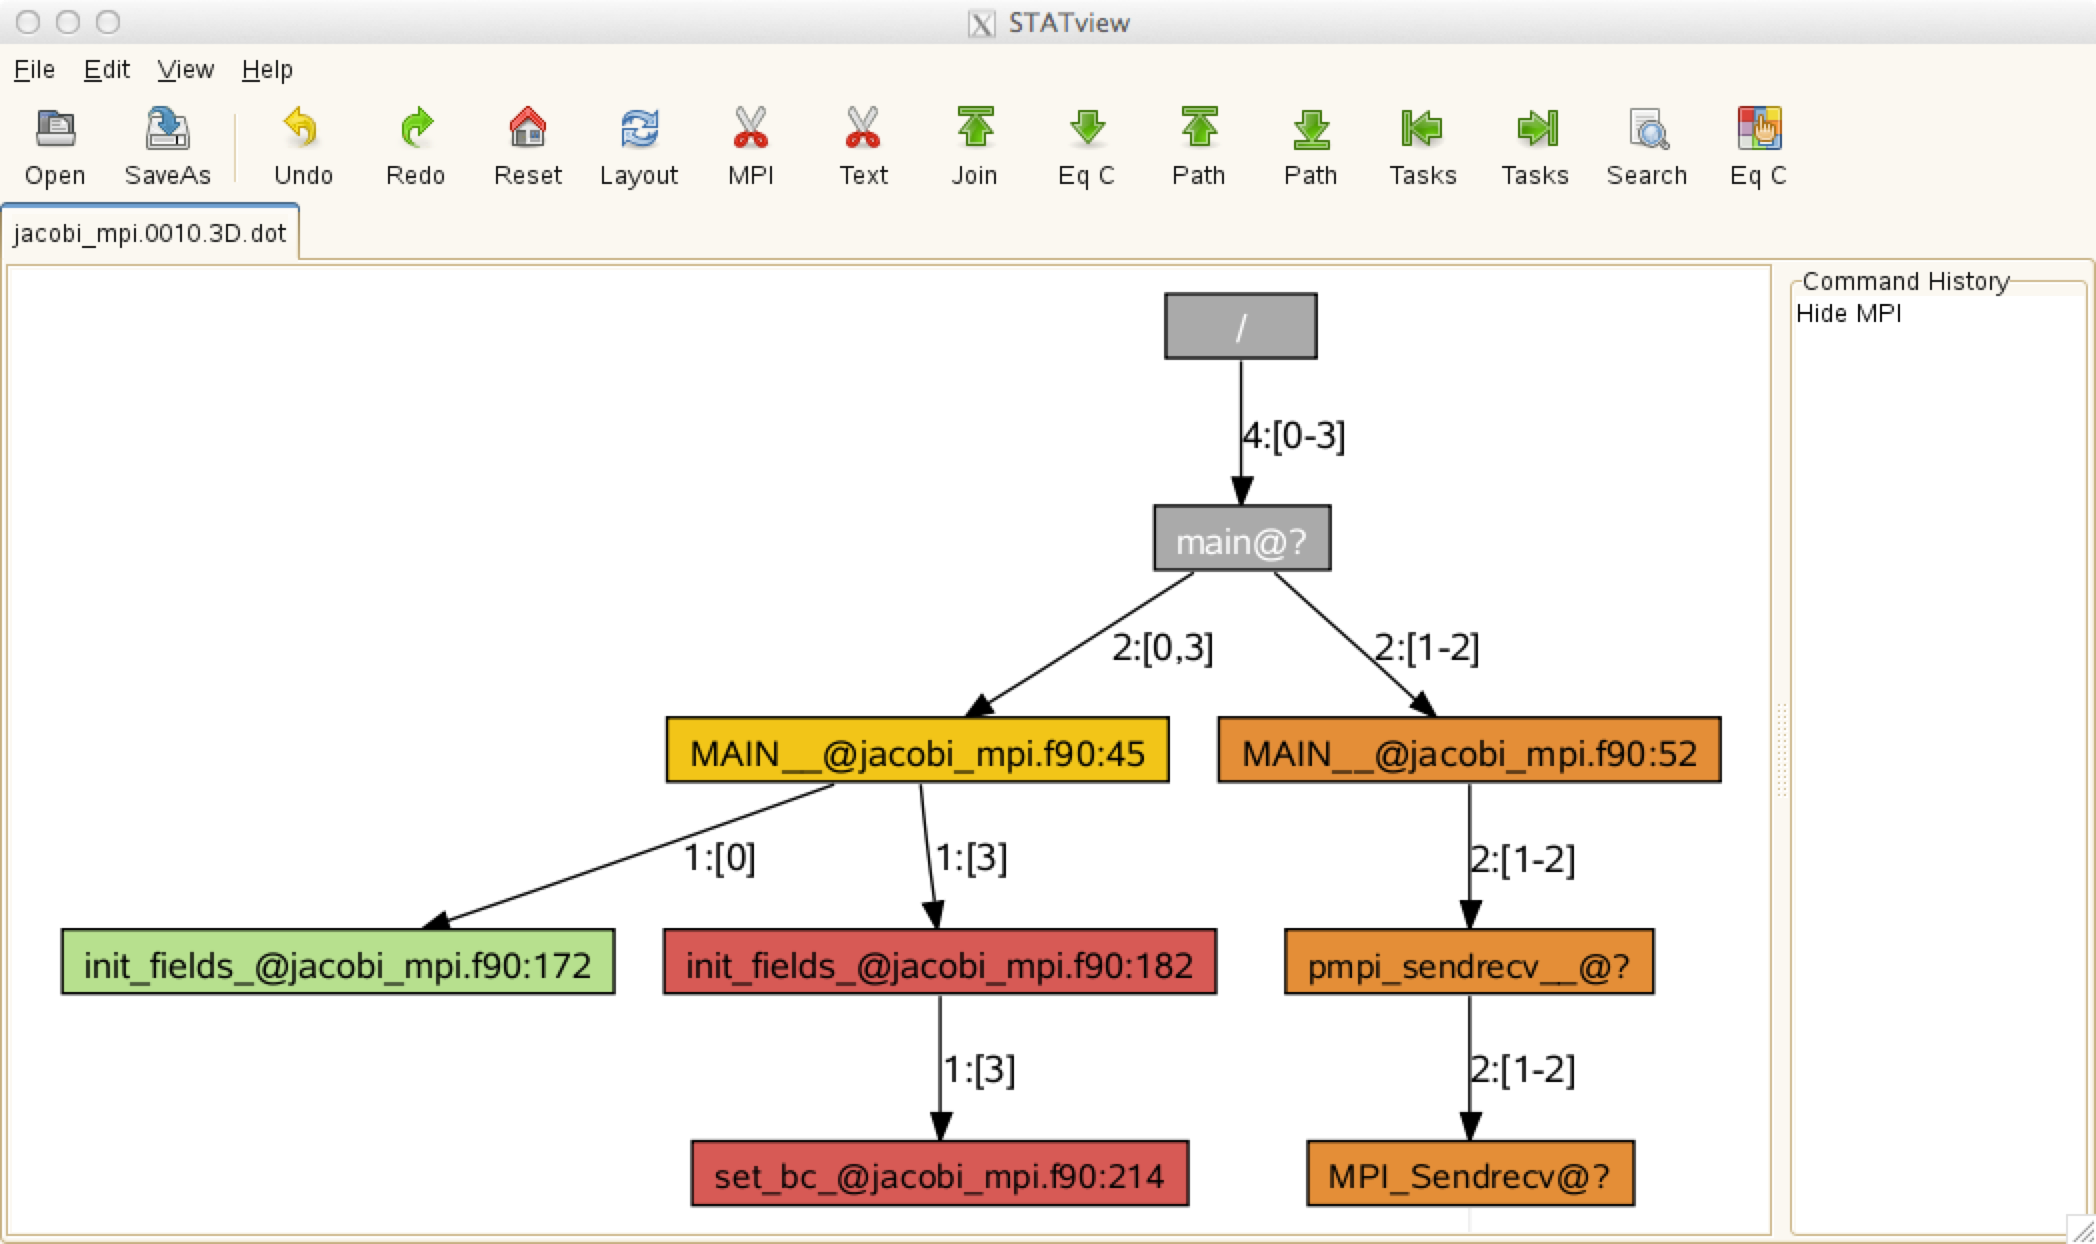 STATview
File Edit View Help
Open SaveAs Undo Redo Reset Layout MPI Text Join Eq C Path Path Tasks Tasks Search Eq C
jacobi_mpi.0010.3D.dot
Command History
Hide MPI
/
4:[0-3]
main@?
2:[0,3] 2:[1-2]
MAIN__@jacobi_mpi.f90:45 MAIN__@jacobi_mpi.f90:52
1:[0] 1:[3] 2:[1-2]
init_fields_@jacobi_mpi.f90:172 init_fields_@jacobi_mpi.f90:182 pmpi_sendrecv__@?
1:[3] 2:[1-2]
set_bc_@jacobi_mpi.f90:214 MPI_Sendrecv@?